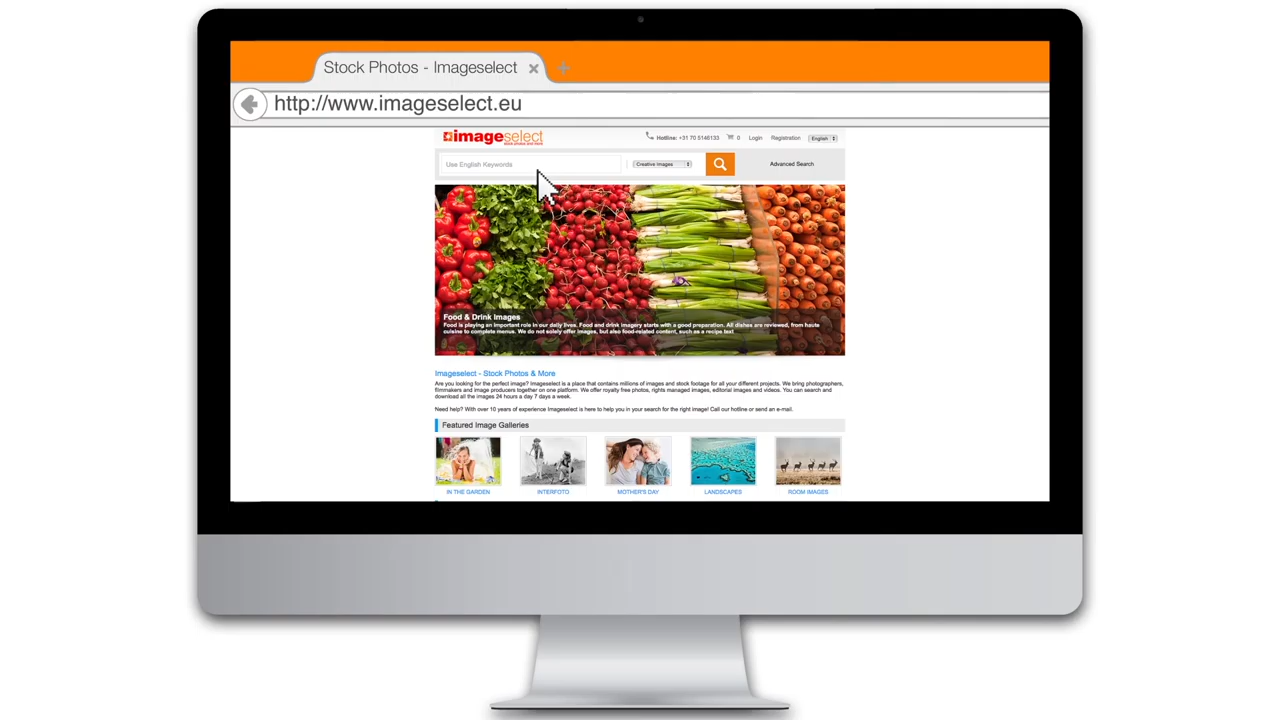 Stock Photos - Imageselect
http://www.imageselect.eu
imageselect
stock photos and more
Hotline: +31 70 5146133
0
Login
Registration
English
Use English Keywords
Creative Images
Advanced Search
Food & Drink Images
Food is playing an important role in our daily lives. Food and drink imagery starts with a good preparation. All dishes are reviewed, from haute
cuisine to complete menus. We do not solely offer images, but also food-related content, such as a recipe text
Imageselect - Stock Photos & More
Are you looking for the perfect image? Imageselect is a place that contains millions of images and stock footage for all your different projects. We bring photographers,
filmmakers and image producers together on one platform. We offer royalty free photos, rights managed images, editorial images and videos. You can search and
download all the images 24 hours a day 7 days a week.
Need help? With over 10 years of experience Imageselect is here to help you in your search for the right image! Call our hotline or send an e-mail.
Featured Image Galleries
IN THE GARDEN
INTERFOTO
MOTHER'S DAY
LANDSCAPES
ROOM IMAGES